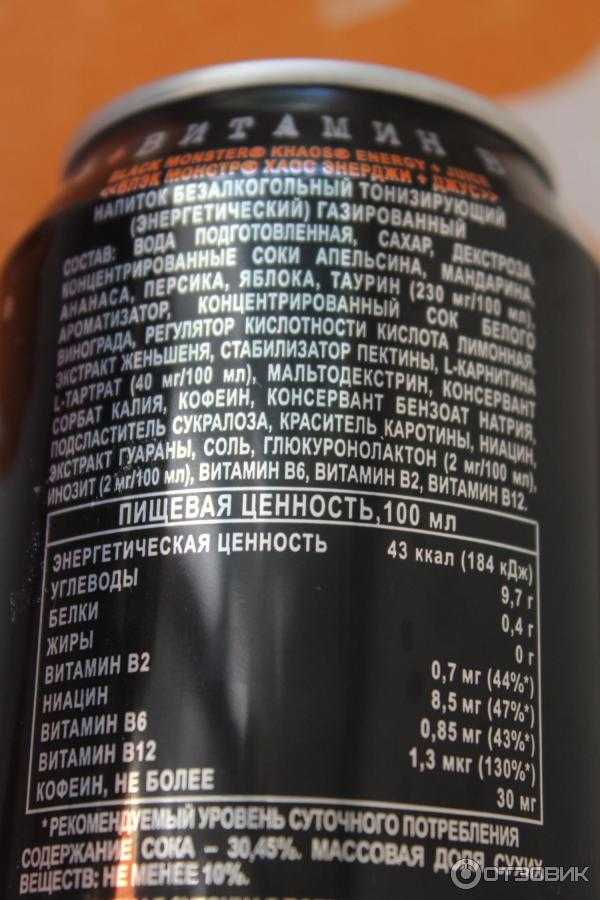 ВИТАМИН В
BLACK MONSTER® KHAOS® ENERGY + JUICE
«БЛЭК МОНСТР® ХАОС ЭНЕРДЖИ + ДЖУС»
НАПИТОК БЕЗАЛКОГОЛЬНЫЙ ТОНИЗИРУЮЩИЙ
(ЭНЕРГЕТИЧЕСКИЙ) ГАЗИРОВАННЫЙ
СОСТАВ: ВОДА ПОДГОТОВЛЕННАЯ, САХАР, ДЕКСТРОЗА,
КОНЦЕНТРИРОВАННЫЕ СОКИ АПЕЛЬСИНА, МАНДАРИНА,
АНАНАСА, ПЕРСИКА, ЯБЛОКА, ТАУРИН (230 мг/100 мл),
АРОМАТИЗАТОР, КОНЦЕНТРИРОВАННЫЙ СОК БЕЛОГО
ВИНОГРАДА, РЕГУЛЯТОР КИСЛОТНОСТИ КИСЛОТА ЛИМОННАЯ,
ЭКСТРАКТ ЖЕНЬШЕНЯ, СТАБИЛИЗАТОР ПЕКТИНЫ, L-КАРНИТИНА
L-ТАРТРАТ (40 мг/100 мл), МАЛЬТОДЕКСТРИН, КОНСЕРВАНТ
СОРБАТ КАЛИЯ, КОФЕИН, КОНСЕРВАНТ БЕНЗОАТ НАТРИЯ,
ПОДСЛАСТИТЕЛЬ СУКРАЛОЗА, КРАСИТЕЛЬ КАРОТИНЫ, НИАЦИН,
ЭКСТРАКТ ГУАРАНЫ, СОЛЬ, ГЛЮКУРОНОЛАКТОН (2 мг/100 мл),
ИНОЗИТ (2 мг/100 мл), ВИТАМИН В6, ВИТАМИН В2, ВИТАМИН В12.
ПИЩЕВАЯ ЦЕННОСТЬ, 100 мл
ЭНЕРГЕТИЧЕСКАЯ ЦЕННОСТЬ 43 ккал (184 кДж)
УГЛЕВОДЫ 9,7 г
БЕЛКИ 0,4 г
ЖИРЫ 0 г
ВИТАМИН В2 0,7 мг (44%*)
НИАЦИН 8,5 мг (47%*)
ВИТАМИН В6 0,85 мг (43%*)
ВИТАМИН В12 1,3 мкг (130%*)
КОФЕИН, НЕ БОЛЕЕ 30 мг
*РЕКОМЕНДУЕМЫЙ УРОВЕНЬ СУТОЧНОГО ПОТРЕБЛЕНИЯ
СОДЕРЖАНИЕ СОКА – 30,45%. МАССОВАЯ ДОЛЯ СУХИХ
ВЕЩЕСТВ: НЕ МЕНЕЕ 10%.
ОТЗОВИК